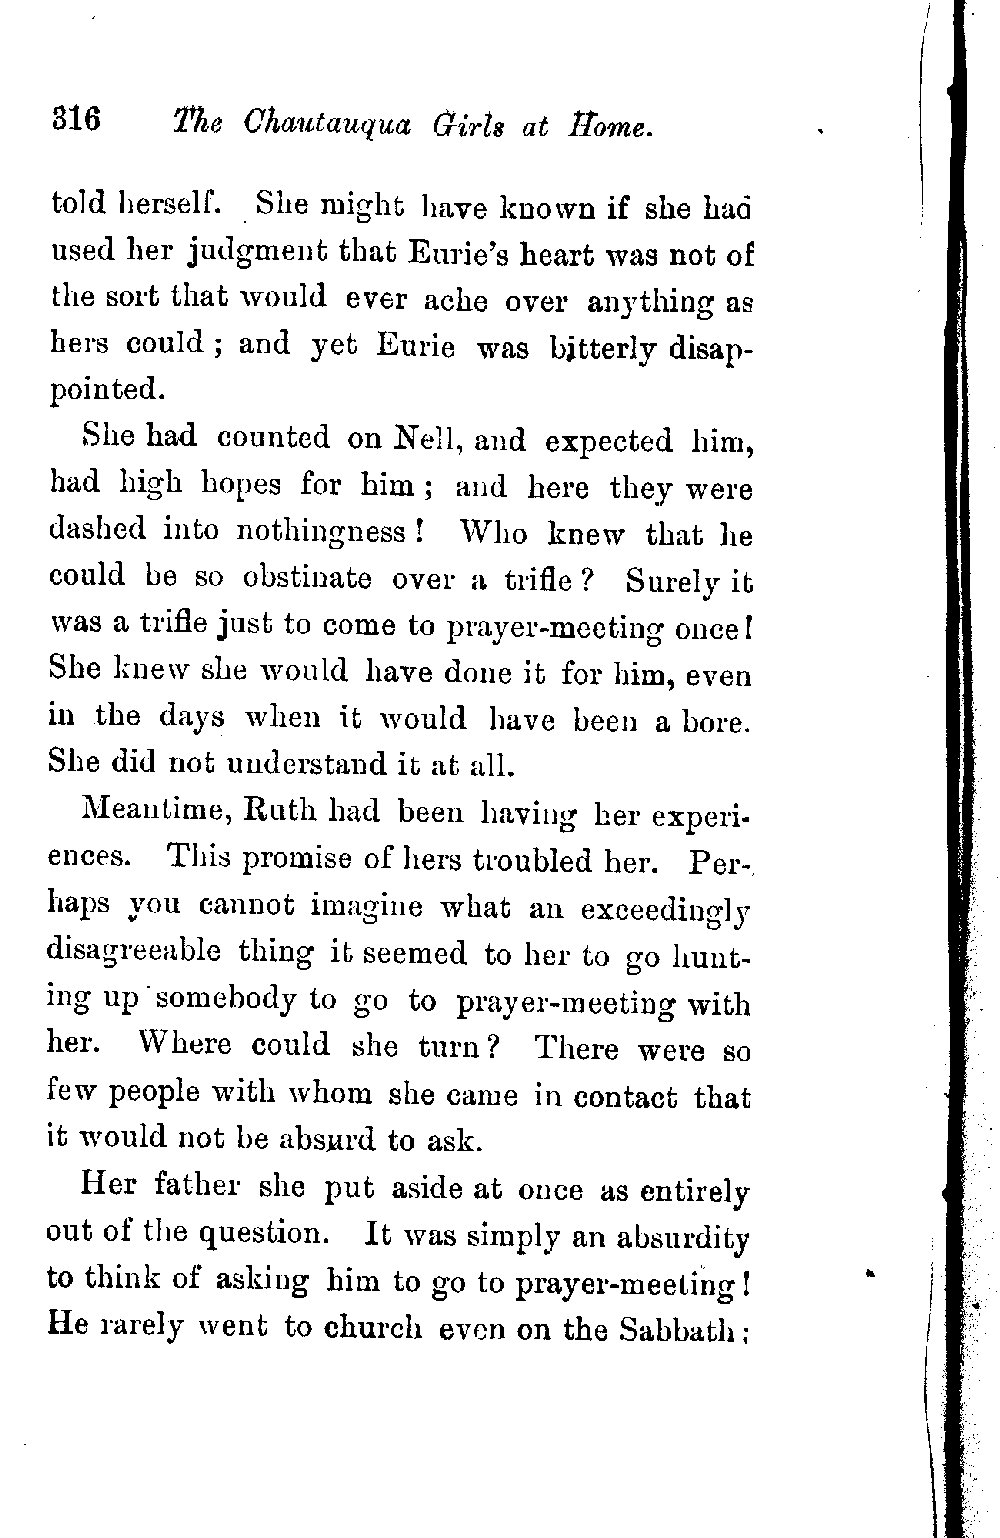 316 The Chautauqua Girls at Home.
told herself. She might have known if she had
used her judgment that Eurie's heart was not of
the sort that would ever ache over anything as
hers could ; and yet Eurie was bitterly disap-
pointed.
She had counted on Nell, and expected him,
had high hopes for him ; and here they were
dashed into nothingness ! Who knew that he
could be so obstinate over a trifle ? Surely it
was a trifle just to come to prayer-meeting once!
She knew she would have done it for him, even
in the days when it would have been a bore.
She did not understand it at all.
Meantime, Ruth had been having her experi-
ences. This promise of hers troubled her. Per-
haps you cannot imagine what an exceedingly
disagreeable thing it seemed to her to go hunt-
ing up somebody to go to prayer-meeting with
her. Where could she turn ? There were so
few people with whom she came in contact that
it would not be absurd to ask.
Her father she put aside at once as entirely
out of the question. It was simply an absurdity
to think of asking him to go to prayer-meeting!
He rarely went to church even on the Sabbath;